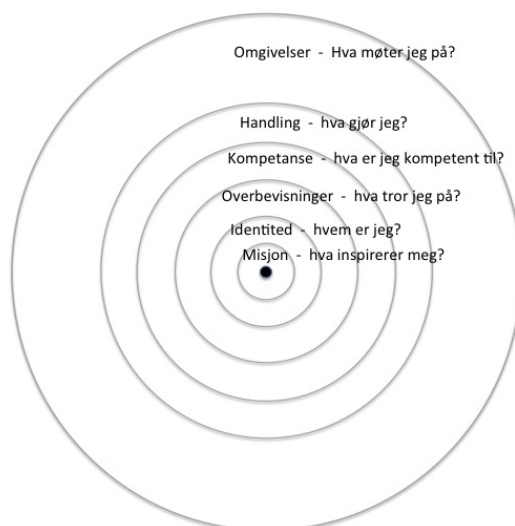 Omgivelser - Hva møter jeg på?
Handling - hva gjør jeg?
Kompetanse - hva er jeg kompetent til?
Overbevisninger - hva tror jeg på?
Identited - hvem er jeg?
Misjon - hva inspirerer meg?